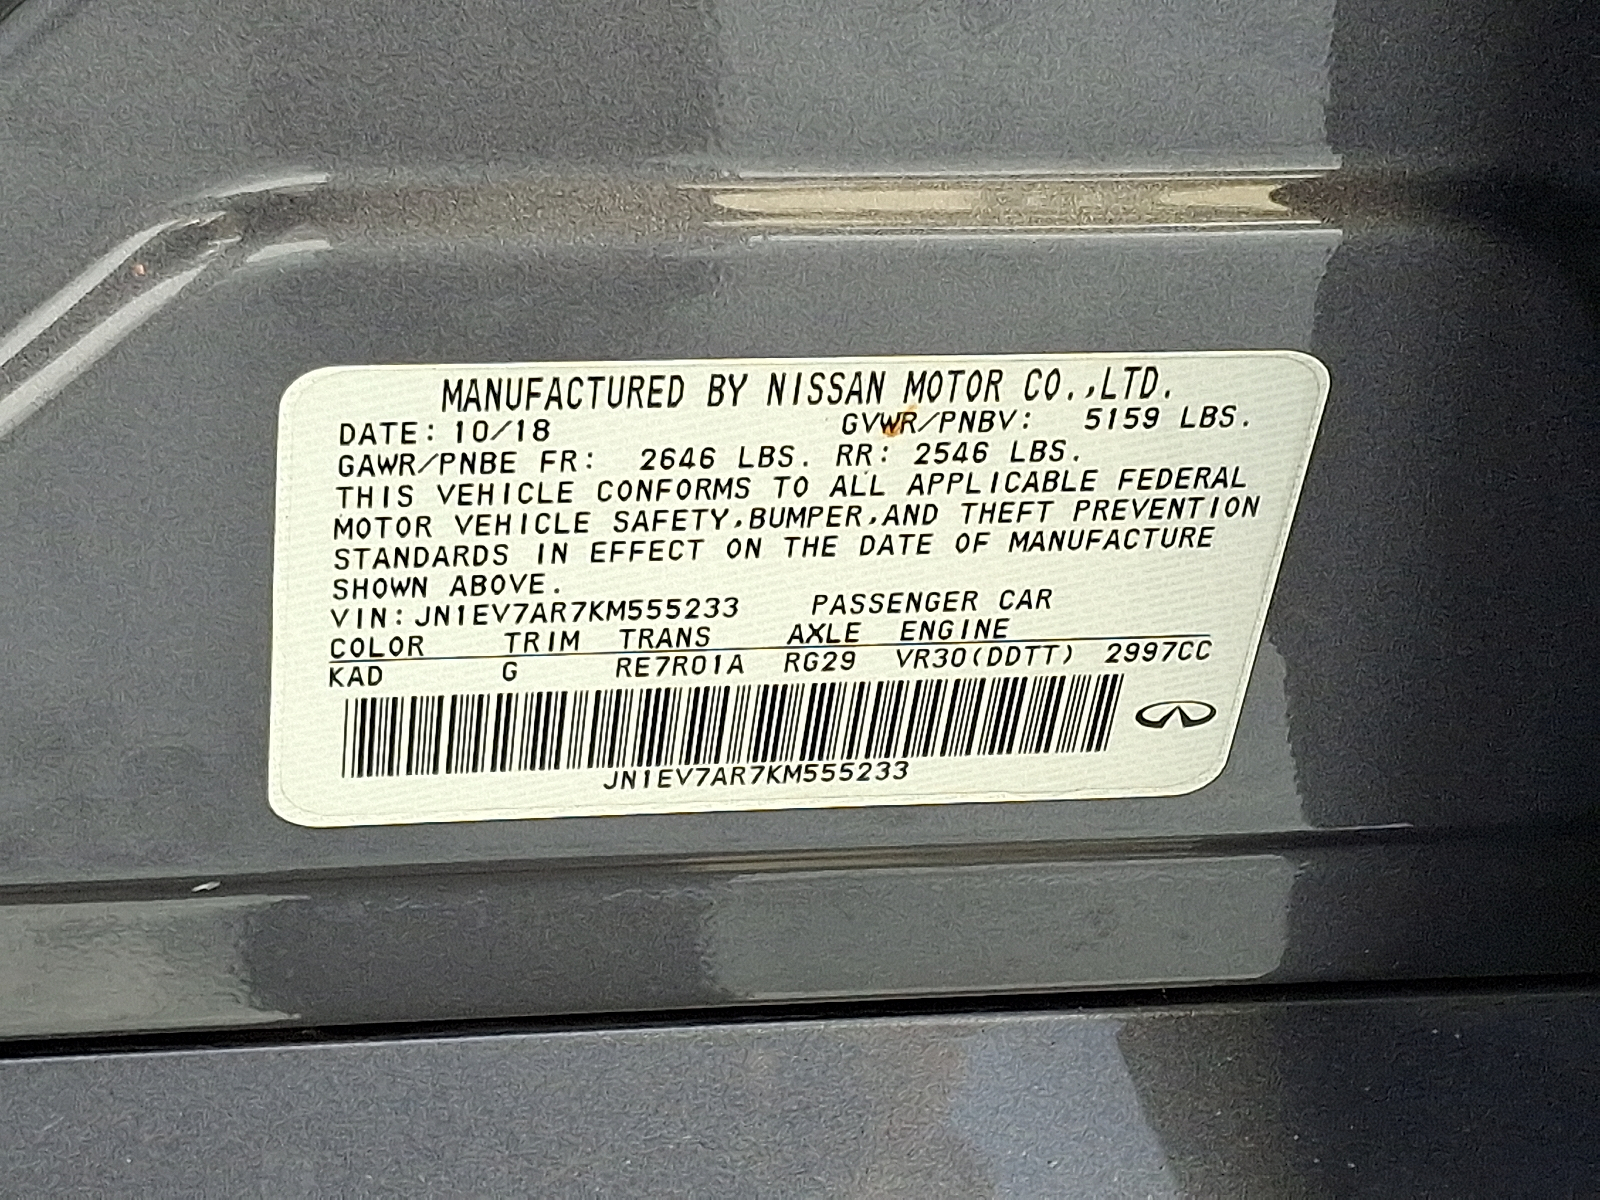 MANUFACTURED BY NISSAN MOTOR CO.,LTD.
DATE: 10/18 GVWR/PNBV: 5159 LBS.
GAWR/PNBE FR: 2646 LBS. RR: 2546 LBS.
THIS VEHICLE CONFORMS TO ALL APPLICABLE FEDERAL
MOTOR VEHICLE SAFETY,BUMPER,AND THEFT PREVENTION
STANDARDS IN EFFECT ON THE DATE OF MANUFACTURE
SHOWN ABOVE.
VIN: JN1EV7AR7KM555233 PASSENGER CAR
COLOR TRIM TRANS AXLE ENGINE
KAD G RE7R01A RG29 VR30(DDTT) 2997CC
JN1EV7AR7KM555233